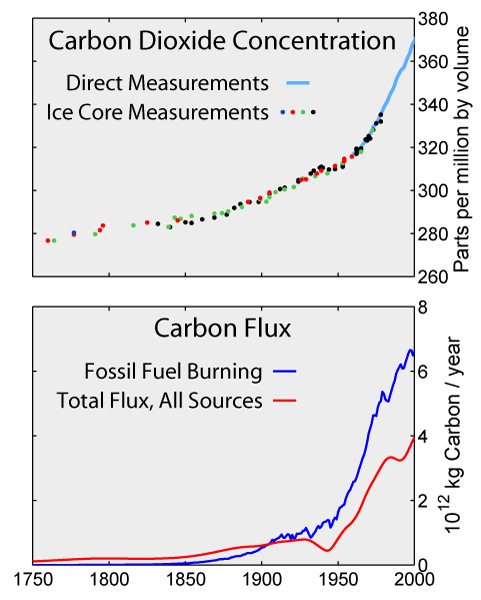 Carbon Dioxide Concentration
Direct Measurements
Ice Core Measurements
380
360
340
320
300
280
260
Parts per million by volume
Carbon Flux
Fossil Fuel Burning
Total Flux, All Sources
8
6
4
2
0
10¹² kg Carbon / year
1750 1800 1850 1900 1950 2000